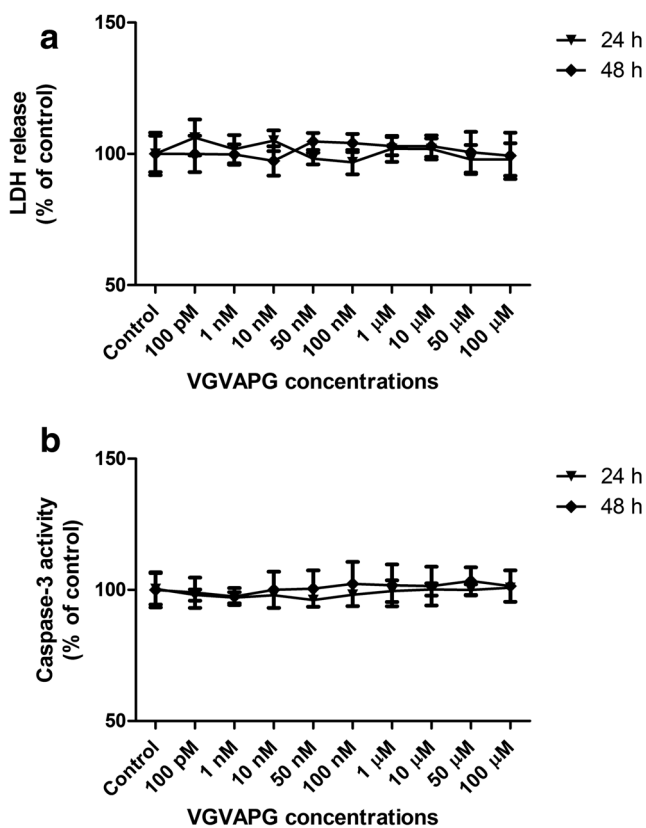 a
150
100
50
LDH release
(% of control)
24 h
48 h
Control
100 pM
1 nM
10 nM
50 nM
100 nM
1 μM
10 μM
50 μM
100 μM
VGVAPG concentrations
b
150
100
50
Caspase-3 activity
(% of control)
24 h
48 h
Control
100 pM
1 nM
10 nM
50 nM
100 nM
1 μM
10 μM
50 μM
100 μM
VGVAPG concentrations